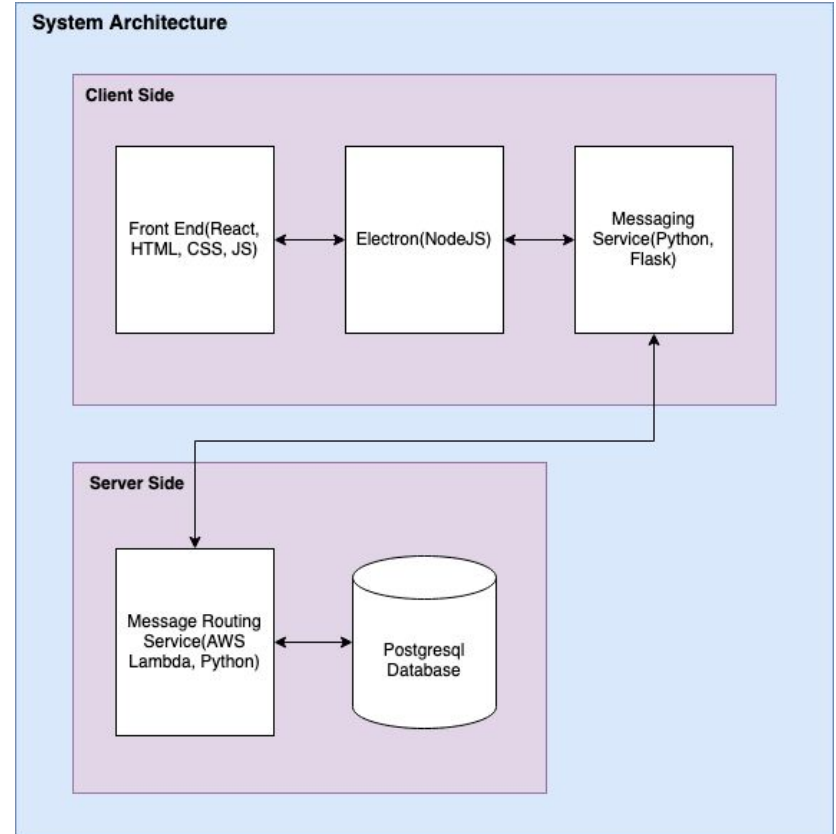 System Architecture
Client Side
Front End(React,
HTML, CSS, JS)
Electron(NodeJS)
Messaging
Service(Python,
Flask)
Server Side
Message Routing
Service(AWS
Lambda, Python)
Postgresql
Database